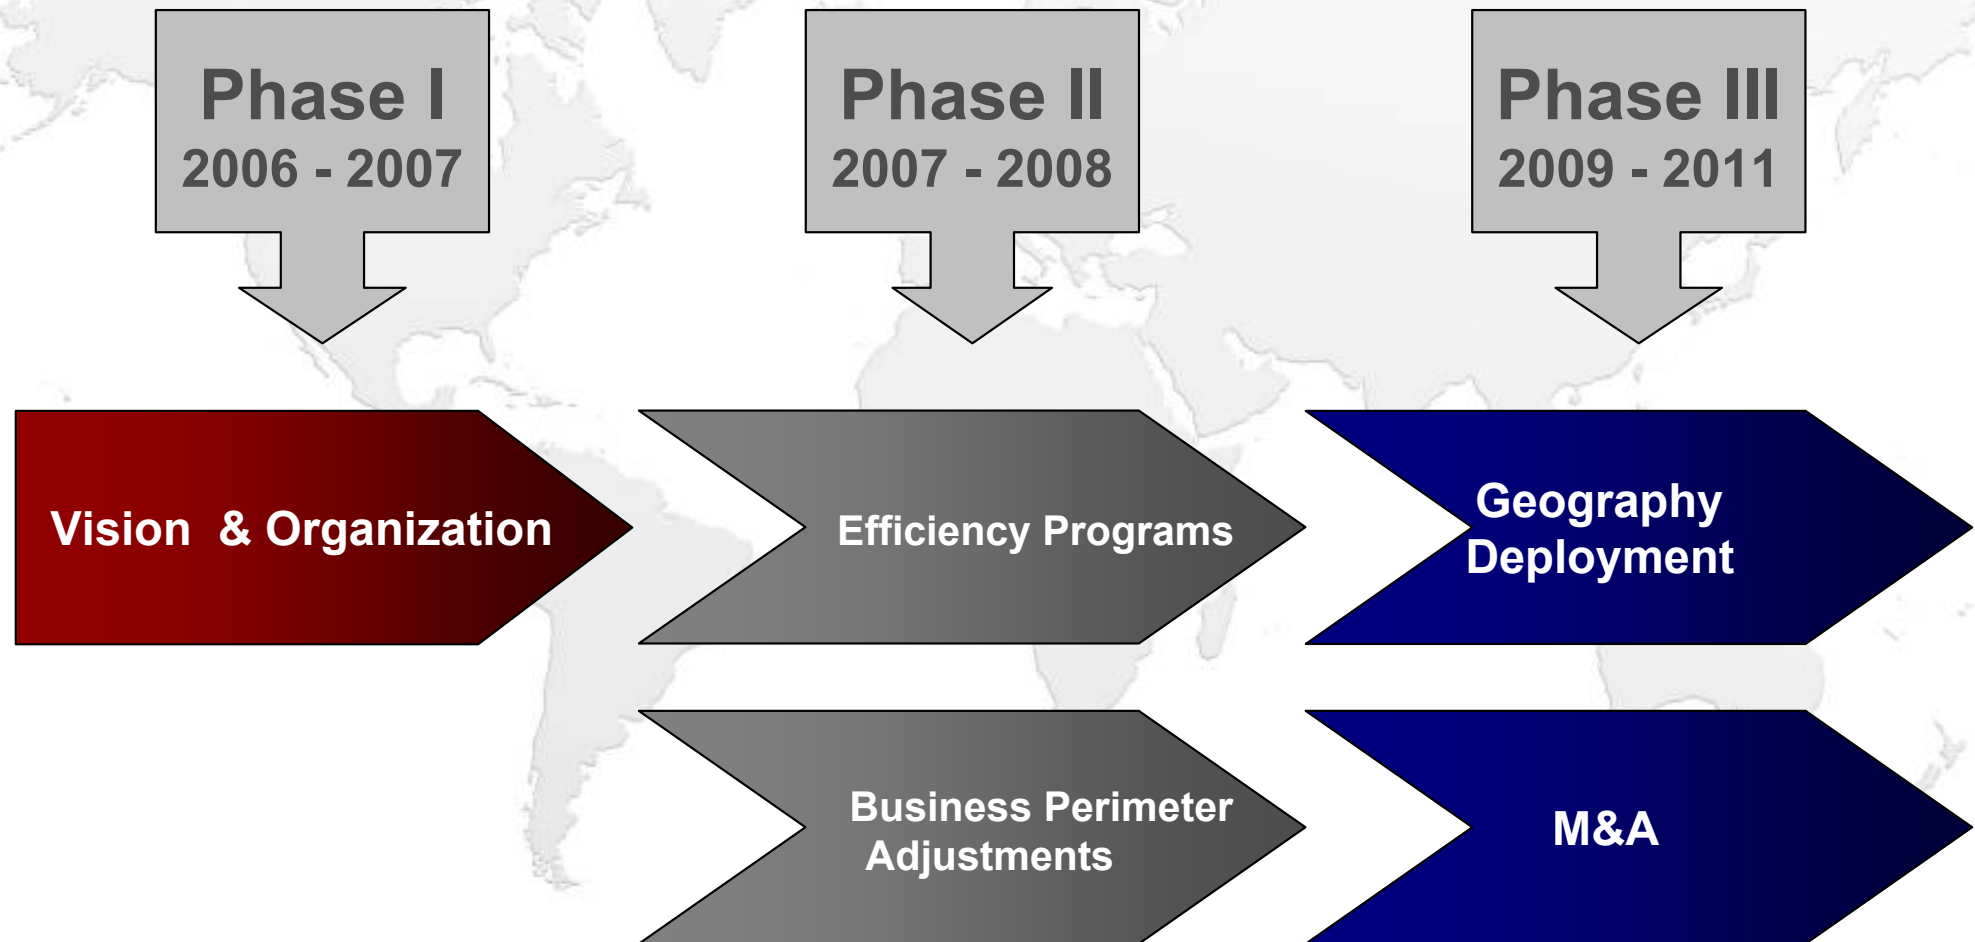 Phase I
2006 - 2007
Phase II
2007 - 2008
Phase III
2009 - 2011
Vision  & Organization
Efficiency Programs
Geography
Deployment
Business Perimeter
Adjustments
M&A